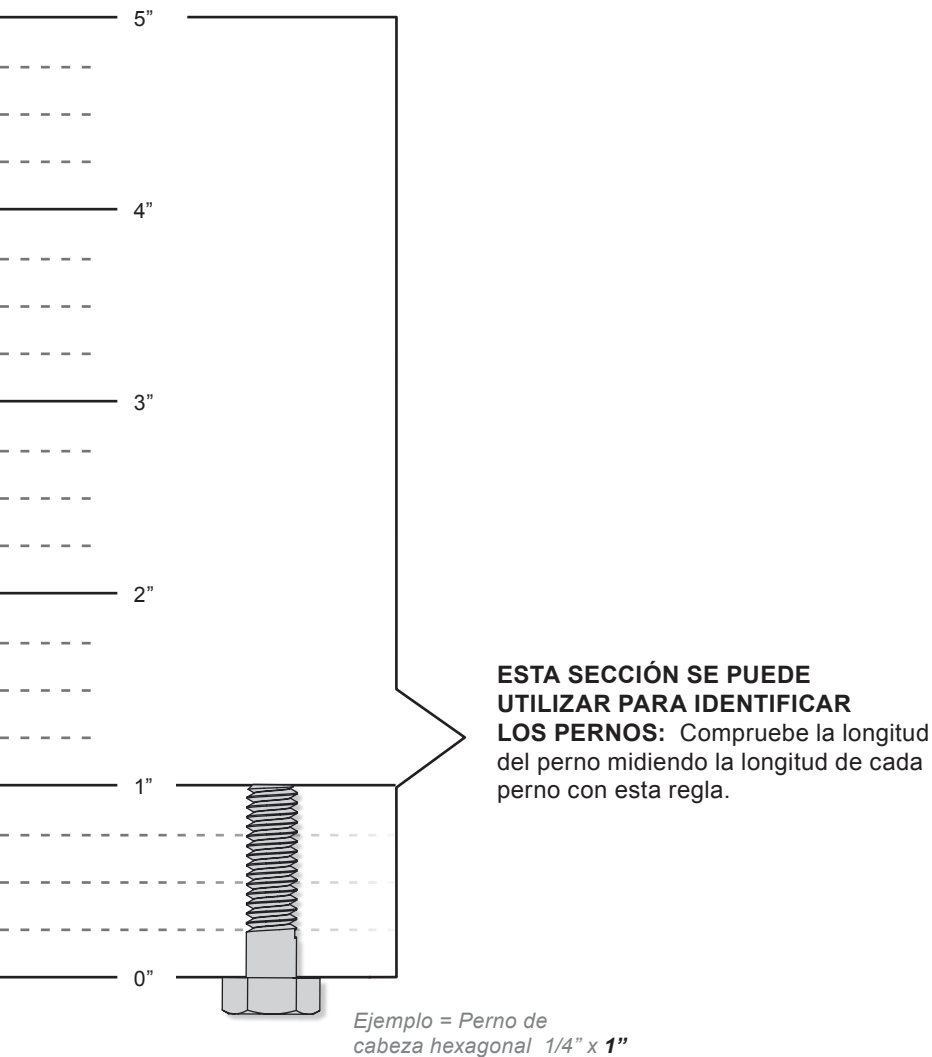 5”
4”
3”
2”
1”
0”
ESTA SECCIÓN SE PUEDE
UTILIZAR PARA IDENTIFICAR
LOS PERNOS: Compruebe la longitud
del perno midiendo la longitud de cada
perno con esta regla.
Ejemplo = Perno de
cabeza hexagonal 1/4” x 1”